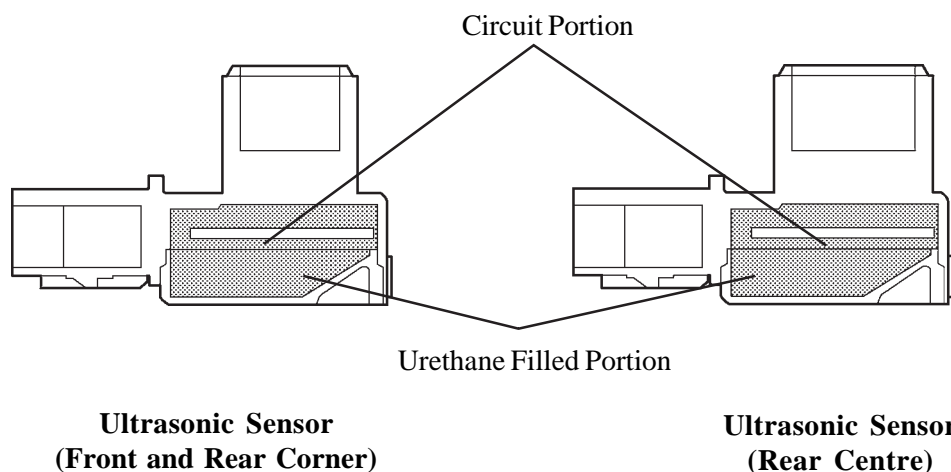 Circuit Portion
Urethane Filled Portion
Ultrasonic Sensor
(Front and Rear Corner)
Ultrasonic Sensor
(Rear Centre)